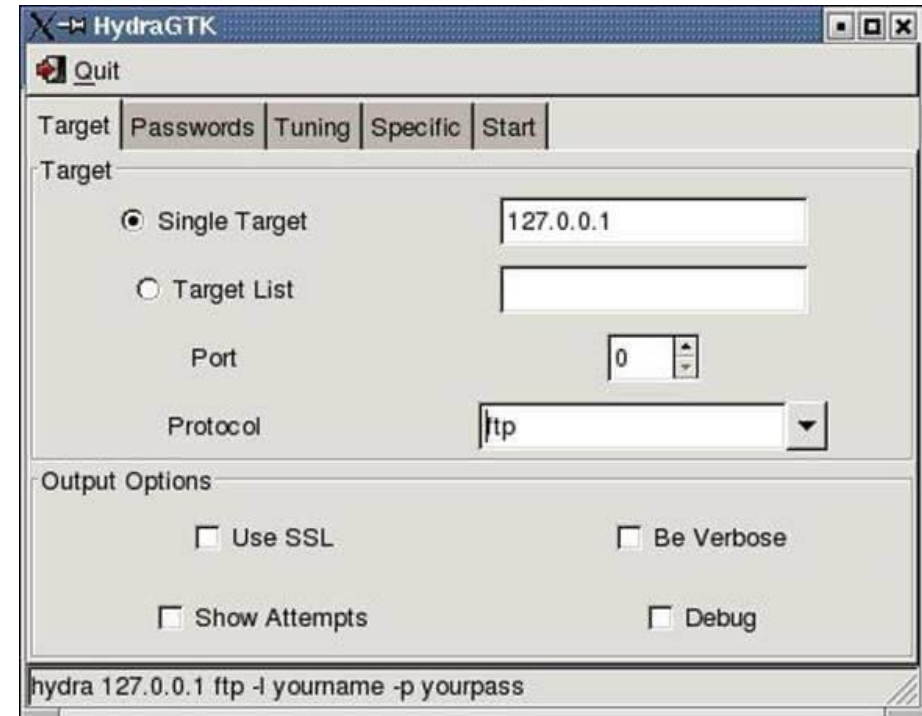 HydraGTK
Quit
Target Passwords Tuning Specific Start
Target
Single Target 127.0.0.1
Target List
Port 0
Protocol ftp
Output Options
Use SSL Be Verbose
Show Attempts Debug
hydra 127.0.0.1 ftp -l yourname -p yourpass